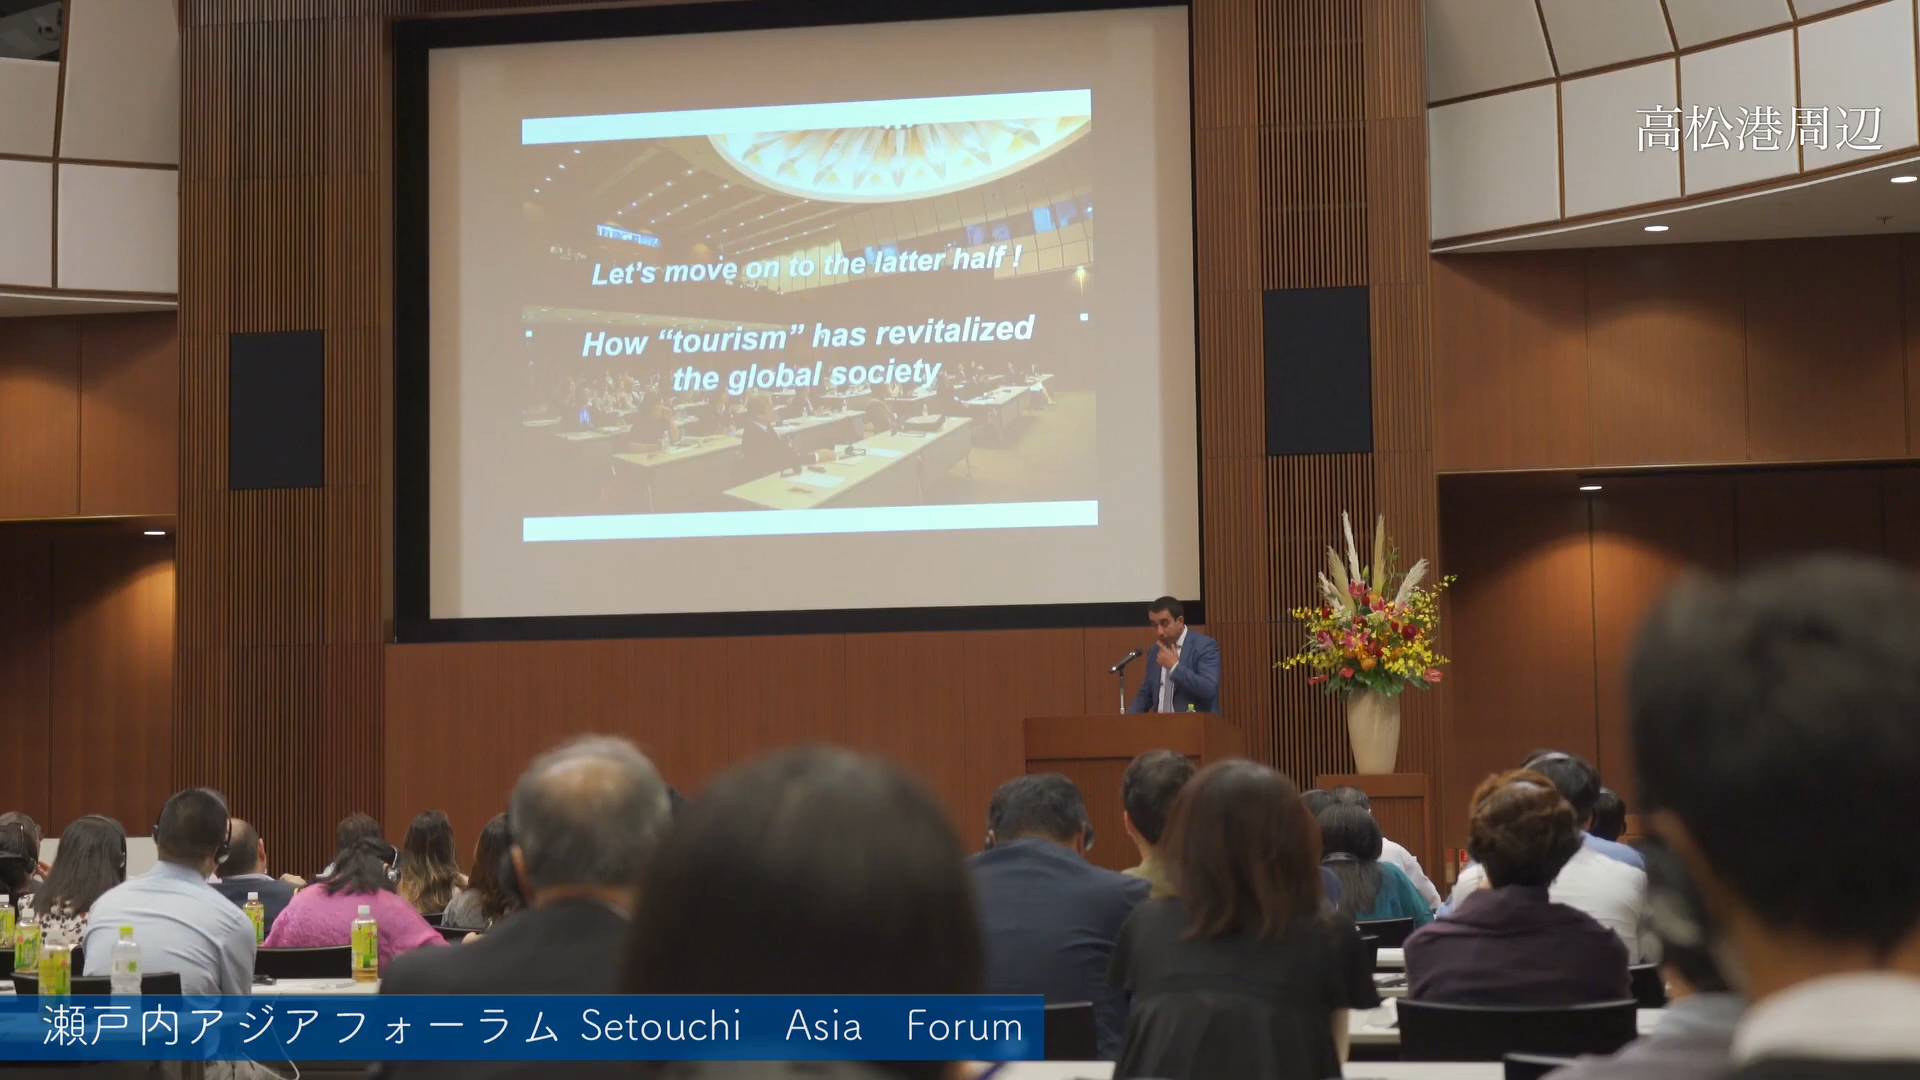 高松港周辺
Let's move on to the latter half !
How “tourism” has revitalized
the global society
瀬戸内アジアフォーラム Setouchi Asia Forum